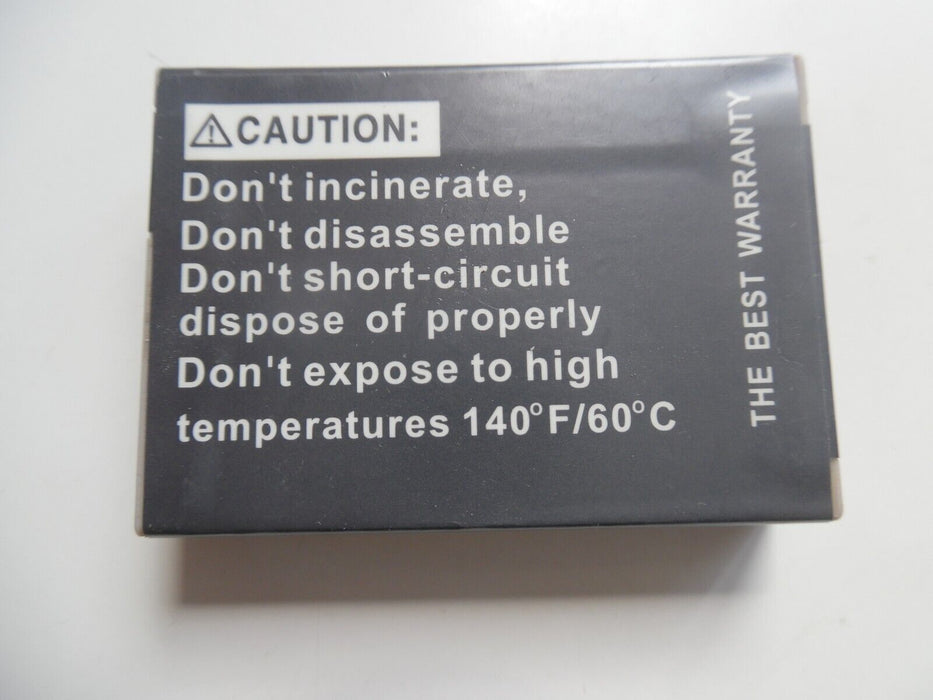 ⚠CAUTION:
Don't incinerate,
Don't disassemble
Don't short-circuit
dispose of properly
Don't expose to high
temperatures 140°F/60°C
THE BEST WARRANTY